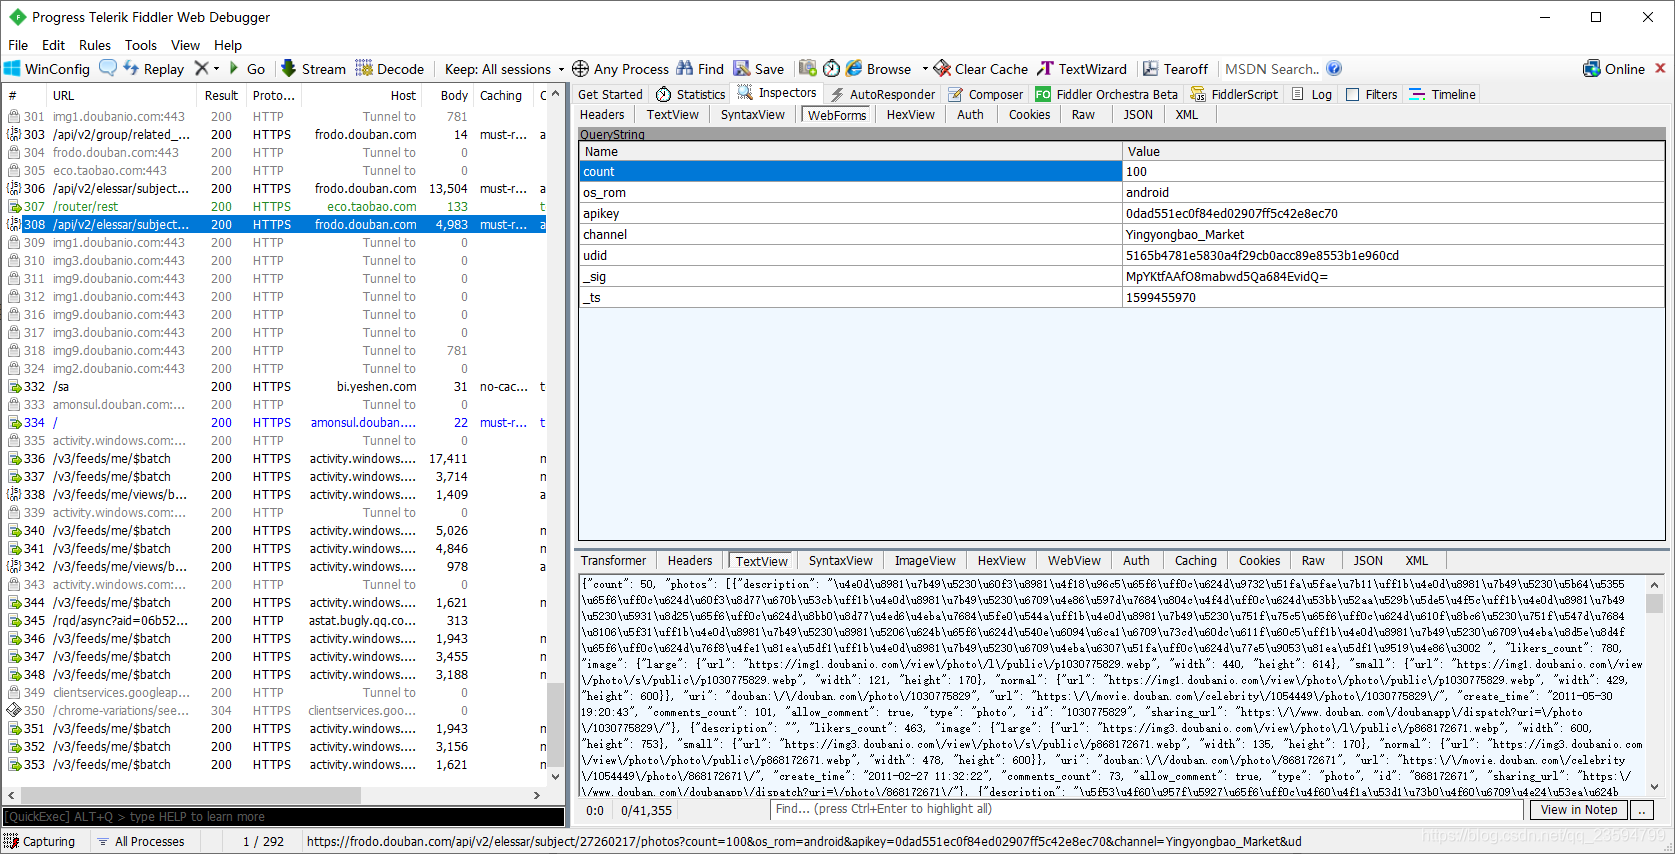 Progress Telerik Fiddler Web Debugger
File Edit Rules Tools View Help
WinConfig Replay Go Stream Decode Keep: All sessions Any Process Find Save Browse Clear Cache TextWizard Tearoff MSDN Search.. Online
# URL Result Proto... Host Body Caching C
301 img1.doubanio.com:443 200 HTTP Tunnel to 781
303 /api/v2/group/related_... 200 HTTPS frodo.douban.com 14 must-r... a
304 frodo.douban.com:443 200 HTTP Tunnel to 0
305 eco.taobao.com:443 200 HTTP Tunnel to 0
306 /api/v2/elessar/subject... 200 HTTPS frodo.douban.com 13,504 must-r... a
307 /router/rest 200 HTTPS eco.taobao.com 133 t
308 /api/v2/elessar/subject... 200 HTTPS frodo.douban.com 4,983 must-r... a
309 img1.doubanio.com:443 200 HTTP Tunnel to 0
310 img3.doubanio.com:443 200 HTTP Tunnel to 0
311 img9.doubanio.com:443 200 HTTP Tunnel to 0
312 img1.doubanio.com:443 200 HTTP Tunnel to 0
316 img9.doubanio.com:443 200 HTTP Tunnel to 0
317 img3.doubanio.com:443 200 HTTP Tunnel to 0
318 img9.doubanio.com:443 200 HTTP Tunnel to 781
324 img2.doubanio.com:443 200 HTTP Tunnel to 0
332 /sa 200 HTTPS bi.yeshen.com 31 no-cac... t
333 amonsul.douban.com:... 200 HTTP Tunnel to 0
334 / 200 HTTPS amonsul.douban.... 22 must-r... t
335 activity.windows.com:... 200 HTTP Tunnel to 0
336 /v3/feeds/me/$batch 200 HTTPS activity.windows.... 17,411 n
337 /v3/feeds/me/$batch 200 HTTPS activity.windows.... 3,714 n
338 /v3/feeds/me/views/b... 200 HTTPS activity.windows.... 1,409 a
339 activity.windows.com:... 200 HTTP Tunnel to 0
340 /v3/feeds/me/$batch 200 HTTPS activity.windows.... 5,026 n
341 /v3/feeds/me/$batch 200 HTTPS activity.windows.... 4,846 n
342 /v3/feeds/me/views/b... 200 HTTPS activity.windows.... 978 a
343 activity.windows.com:... 200 HTTP Tunnel to 0
344 /v3/feeds/me/$batch 200 HTTPS activity.windows.... 1,621 n
345 /rqd/async?aid=06b52... 200 HTTPS astat.bugly.qq.co... 313
346 /v3/feeds/me/$batch 200 HTTPS activity.windows.... 1,943 n
347 /v3/feeds/me/$batch 200 HTTPS activity.windows.... 3,455 n
348 /v3/feeds/me/$batch 200 HTTPS activity.windows.... 3,188 n
349 clientservices.googleap... 200 HTTP Tunnel to 0
350 /chrome-variations/see... 304 HTTPS clientservices.goo... 0
351 /v3/feeds/me/$batch 200 HTTPS activity.windows.... 1,943 n
352 /v3/feeds/me/$batch 200 HTTPS activity.windows.... 3,156 n
353 /v3/feeds/me/$batch 200 HTTPS activity.windows.... 1,621 n
[QuickExec] ALT+Q > type HELP to learn more
Get Started Statistics Inspectors AutoResponder Composer FO Fiddler Orchestra Beta FiddlerScript Log Filters Timeline
Headers TextView SyntaxView WebForms HexView Auth Cookies Raw JSON XML
QueryString
Name Value
count 100
os_rom android
apikey 0dad551ec0f84ed02907ff5c42e8ec70
channel Yingyongbao_Market
udid 5165b4781e5830a4f29cb0acc89e8553b1e960cd
_sig MpYKtfAAfO8mabwd5Qa684EvidQ=
_ts 1599455970
Transformer Headers TextView SyntaxView ImageView HexView WebView Auth Caching Cookies Raw JSON XML
{"count": 50, "photos": [{"description": "\u4e0d\u8981\u7b49\u5230\u60f3\u8981\u4f18\u96c5\u65f6\uff0c\u624d\u9732\u51fa\u5fae\u7b11\uff1b\u4e0d\u8981\u7b49\u5230\u5b64\u5355
\u65f6\uff0c\u624d\u60f3\u8d77\u670b\u53cb\uff1b\u4e0d\u8981\u7b49\u5230\u6709\u4e86\u597d\u7684\u804c\u4f4d\uff0c\u624d\u53bb\u52aa\u529b\u5de5\u4f5c\uff1b\u4e0d\u8981\u7b49
\u5230\u5931\u8d25\u65f6\uff0c\u624d\u8bb0\u8d77\u4ed6\u4eba\u7684\u5fe0\u544a\uff1b\u4e0d\u8981\u7b49\u5230\u751f\u75c5\u65f6\uff0c\u624d\u610f\u8bc6\u5230\u751f\u547d\u7684
\u8106\u5f31\uff1b\u4e0d\u8981\u7b49\u5230\u5206\u624b\u65f6\uff0c\u624d\u540e\u6094\u6ca1\u6709\u73cd\u60dc\u611f\u60c5\uff1b\u4e0d\u8981\u7b49\u5230\u6709\u4eba\u8d5e\u8d4f
\u65f6\uff0c\u624d\u76f8\u4fe1\u81ea\u5df1\uff1b\u4e0d\u8981\u7b49\u5230\u6709\u4eba\u6307\u51fa\uff0c\u624d\u77e5\u9053\u81ea\u5df1\u9519\u4e86\u3002 ", "likers_count": 780,
"image": {"large": {"url": "https://img1.doubanio.com\/view\/photo\/l\/public\/p1030775829.webp", "width": 440, "height": 614}, "small": {"url": "https://img1.doubanio.com\/view
\/photo\/s\/public\/p1030775829.webp", "width": 121, "height": 170}, "normal": {"url": "https://img1.doubanio.com\/view\/photo\/photo\/public\/p1030775829.webp", "width": 429,
"height": 600}}, "uri": "douban:\/\/douban.com\/photo\/1030775829", "url": "https:\/\/movie.douban.com\/celebrity\/1054449\/photo\/1030775829\/", "create_time": "2011-05-30
19:20:43", "comments_count": 101, "allow_comment": true, "type": "photo", "id": "1030775829", "sharing_url": "https:\/\/www.douban.com\/doubanapp\/dispatch?uri=\/photo
\/1030775829\/"}, {"description": "", "likers_count": 463, "image": {"large": {"url": "https://img3.doubanio.com\/view\/photo\/l\/public\/p868172671.webp", "width": 600,
"height": 753}, "small": {"url": "https://img3.doubanio.com\/view\/photo\/s\/public\/p868172671.webp", "width": 135, "height": 170}, "normal": {"url": "https://img3.doubanio.com
\/view\/photo\/photo\/public\/p868172671.webp", "width": 478, "height": 600}}, "uri": "douban:\/\/douban.com\/photo\/868172671", "url": "https:\/\/movie.douban.com\/celebrity
\/1054449\/photo\/868172671\/", "create_time": "2011-02-27 11:32:22", "comments_count": 73, "allow_comment": true, "type": "photo", "id": "868172671", "sharing_url": "https:\/
\/www.douban.com\/doubanapp\/dispatch?uri=\/photo\/868172671\/"}, {"description": "\u5f53\u4f60\u957f\u5927\u65f6\uff0c\u4f60\u4f1a\u53d1\u73b0\u4f60\u6709\u4e24\u53ea\u624b
0:0 0/41,355 Find... (press Ctrl+Enter to highlight all) View in Notep ..
Capturing All Processes 1 / 292 https://frodo.douban.com/api/v2/elessar/subject/27260217/photos?count=100&os_rom=android&apikey=0dad551ec0f84ed02907ff5c42e8ec70&channel=Yingyongbao_Market&ud
https://blog.csdn.net/qq_23594799